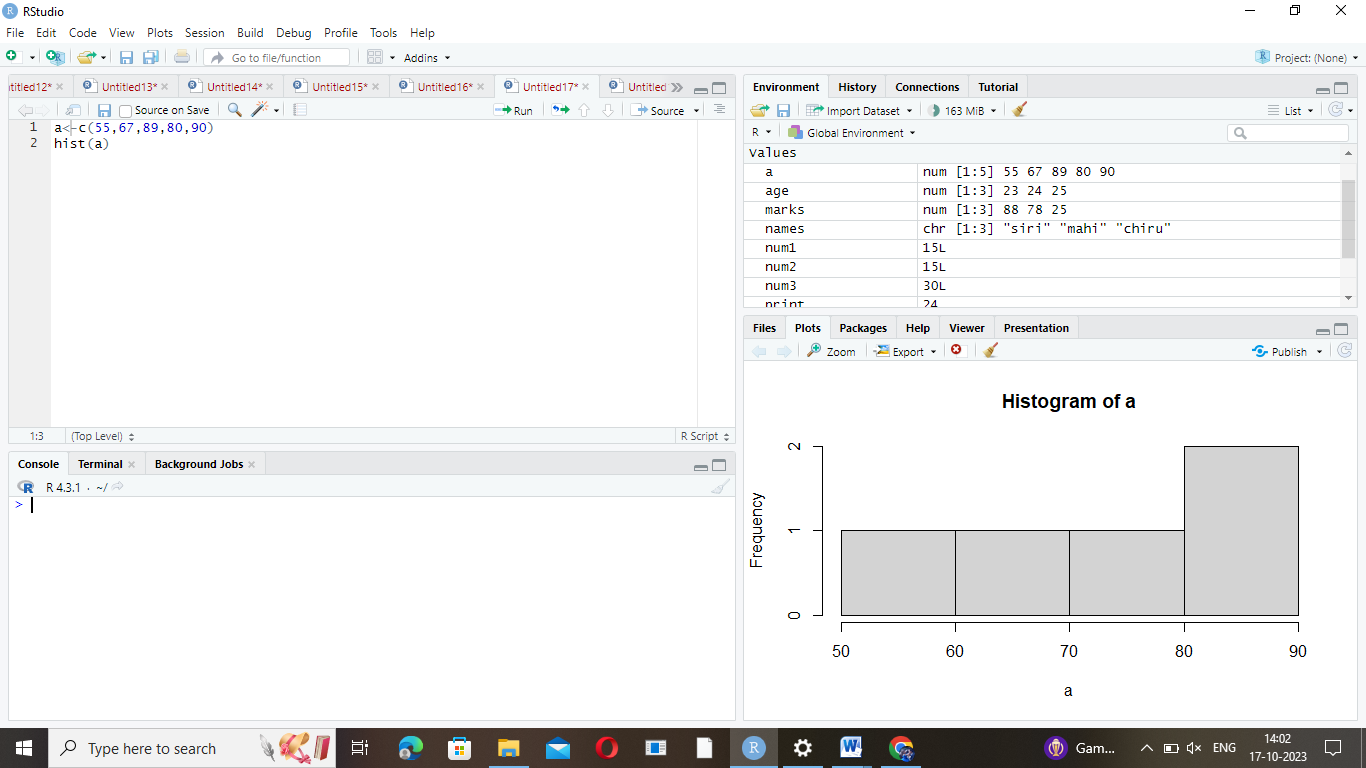 RStudio
File Edit Code View Plots Session Build Debug Profile Tools Help
Go to file/function Addins Project: (None)
titled12* Untitled13* Untitled14* Untitled15* Untitled16* Untitled17* Untitled
Source on Save Run Source
1 a<-c(55,67,89,80,90)
2 hist(a)
1:3 (Top Level) R Script
Console Terminal Background Jobs
R 4.3.1 · ~/
>
Environment History Connections Tutorial
Import Dataset 163 MiB List
R Global Environment
Values
a num [1:5] 55 67 89 80 90
age num [1:3] 23 24 25
marks num [1:3] 88 78 25
names chr [1:3] "siri" "mahi" "chiru"
num1 15L
num2 15L
num3 30L
print 24
Files Plots Packages Help Viewer Presentation
Zoom Export Publish
Histogram of a
Frequency
2
1
0
50 60 70 80 90
a
Type here to search
Gam... ENG 14:02
17-10-2023